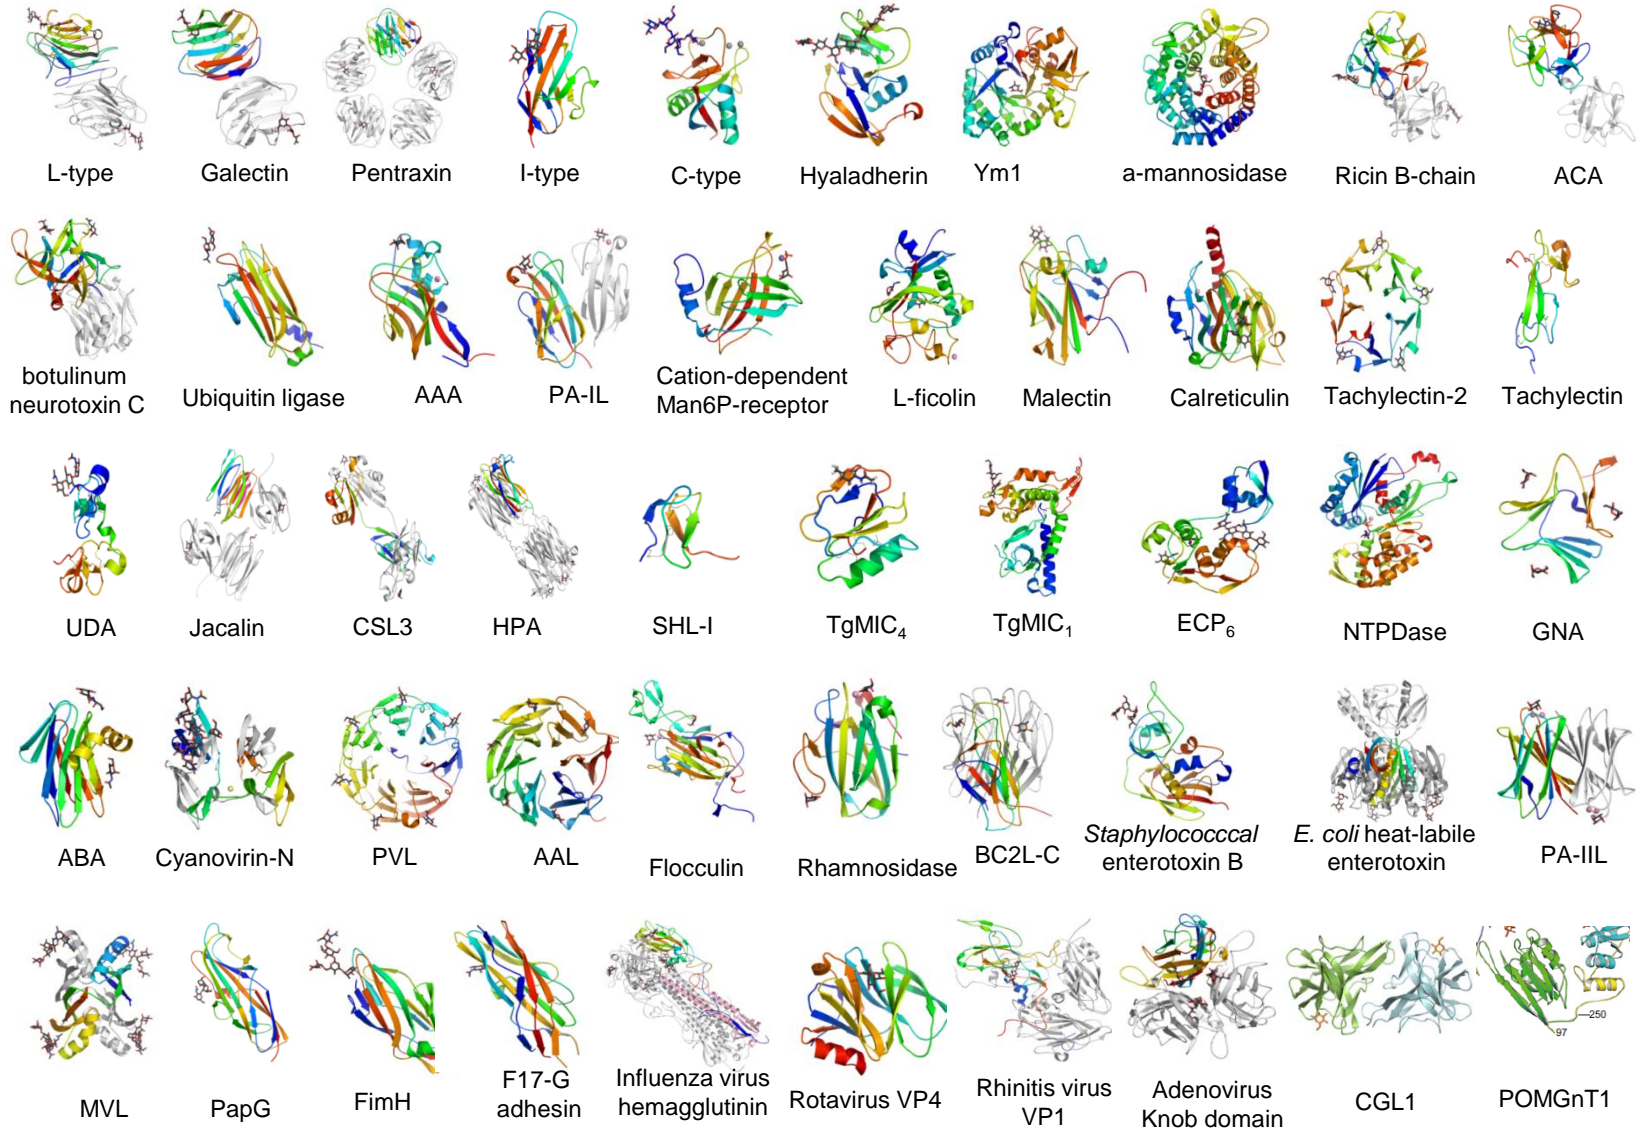 L-type
Galectin
Pentraxin
I-type
C-type
Hyaladherin
Ym1
a-mannosidase
Ricin B-chain
ACA
botulinum
neurotoxin C
Ubiquitin ligase
AAA
PA-IL
Cation-dependent
Man6P-receptor
L-ficolin
Malectin
Calreticulin
Tachylectin-2
Tachylectin
UDA
Jacalin
CSL3
HPA
SHL-I
TgMIC4
TgMIC1
ECP6
NTPDase
GNA
ABA
Cyanovirin-N
PVL
AAL
Flocculin
Rhamnosidase
BC2L-C
Staphylococccal
enterotoxin B
E. coli heat-labile
enterotoxin
PA-IIL
MVL
PapG
FimH
F17-G
adhesin
Influenza virus
hemagglutinin
Rotavirus VP4
Rhinitis virus
VP1
Adenovirus
Knob domain
CGL1
250
97
POMGnT1